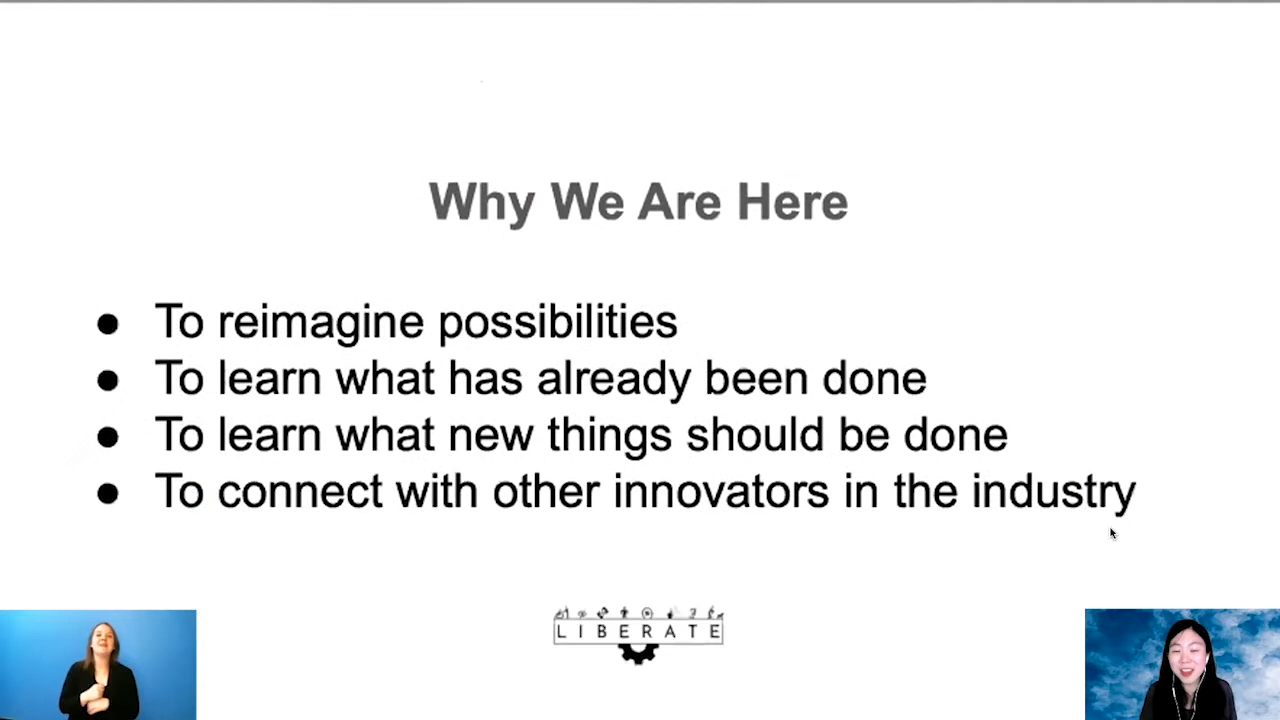 Why We Are Here
To reimagine possibilities
To learn what has already been done
To learn what new things should be done
To connect with other innovators in the industry
LIBERATE